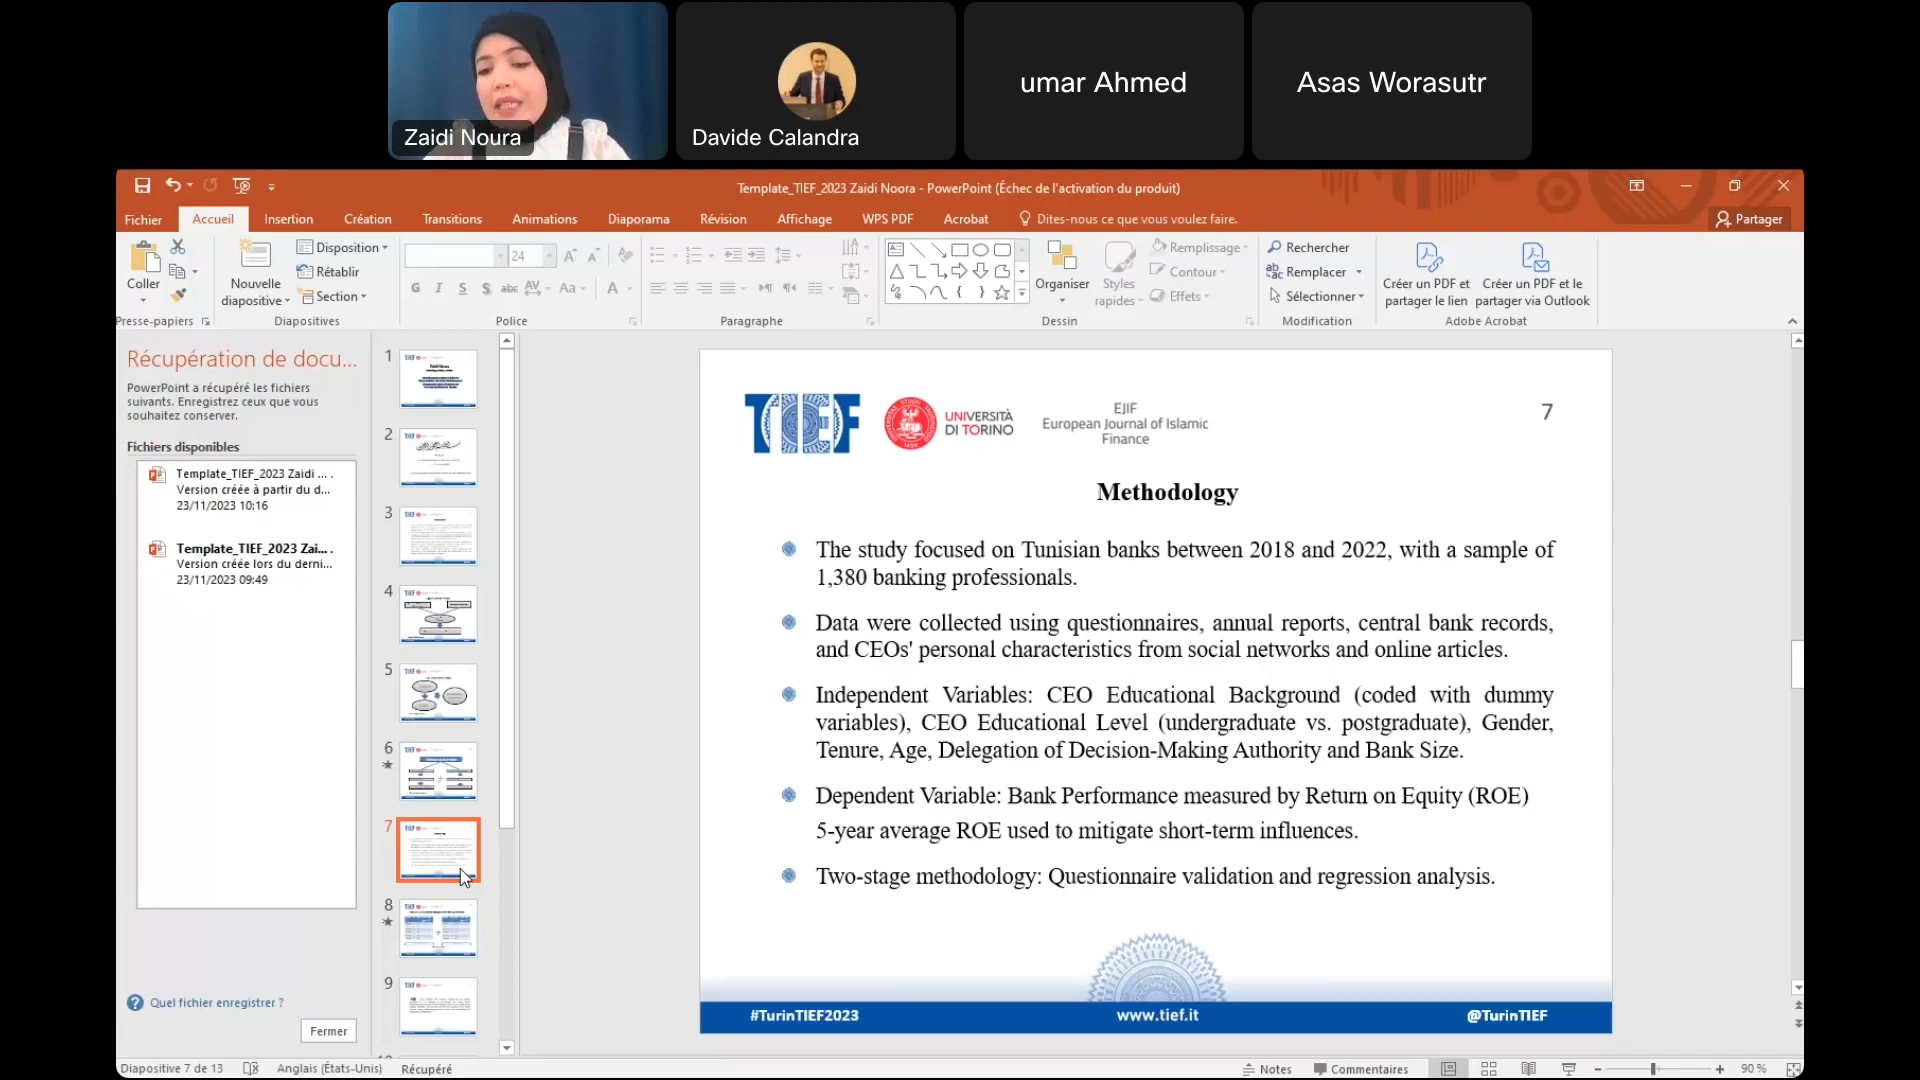 Zaidi Noura
Davide Calandra
umar Ahmed
Asas Worasutr
Template_TIEF_2023 Zaidi Noora - PowerPoint (Échec de l'activation du produit)
Fichier
Accueil
Insertion
Création
Transitions
Animations
Diaporama
Révision
Affichage
WPS PDF
Acrobat
Dites-nous ce que vous voulez faire.
Partager
Coller
Presse-papiers
Nouvelle
diapositive
Disposition
Rétablir
Section
Diapositives
24
Police
Paragraphe
Organiser
Styles
rapides
Remplissage
Contour
Effets
Dessin
Rechercher
Remplacer
Sélectionner
Modification
Créer un PDF et
partager le lien
Créer un PDF et le
partager via Outlook
Adobe Acrobat
Récupération de docu...
PowerPoint a récupéré les fichiers
suivants. Enregistrez ceux que vous
souhaitez conserver.
Fichiers disponibles
Template_TIEF_2023 Zaidi ... .
Version créée à partir du d...
23/11/2023 10:16
Template_TIEF_2023 Zai... .
Version créée lors du derni...
23/11/2023 09:49
Quel fichier enregistrer ?
Fermer
1
2
3
4
5
6
7
8
9
TIEF
UNIVERSITÀ
DI TORINO
EJIF
European Journal of Islamic
Finance
7
Methodology
The study focused on Tunisian banks between 2018 and 2022, with a sample of
1,380 banking professionals.
Data were collected using questionnaires, annual reports, central bank records,
and CEOs' personal characteristics from social networks and online articles.
Independent Variables: CEO Educational Background (coded with dummy
variables), CEO Educational Level (undergraduate vs. postgraduate), Gender,
Tenure, Age, Delegation of Decision-Making Authority and Bank Size.
Dependent Variable: Bank Performance measured by Return on Equity (ROE)
5-year average ROE used to mitigate short-term influences.
Two-stage methodology: Questionnaire validation and regression analysis.
#TurinTIEF2023
www.tief.it
@TurinTIEF
Diapositive 7 de 13
Anglais (États-Unis)
Récupéré
Notes
Commentaires
90 %